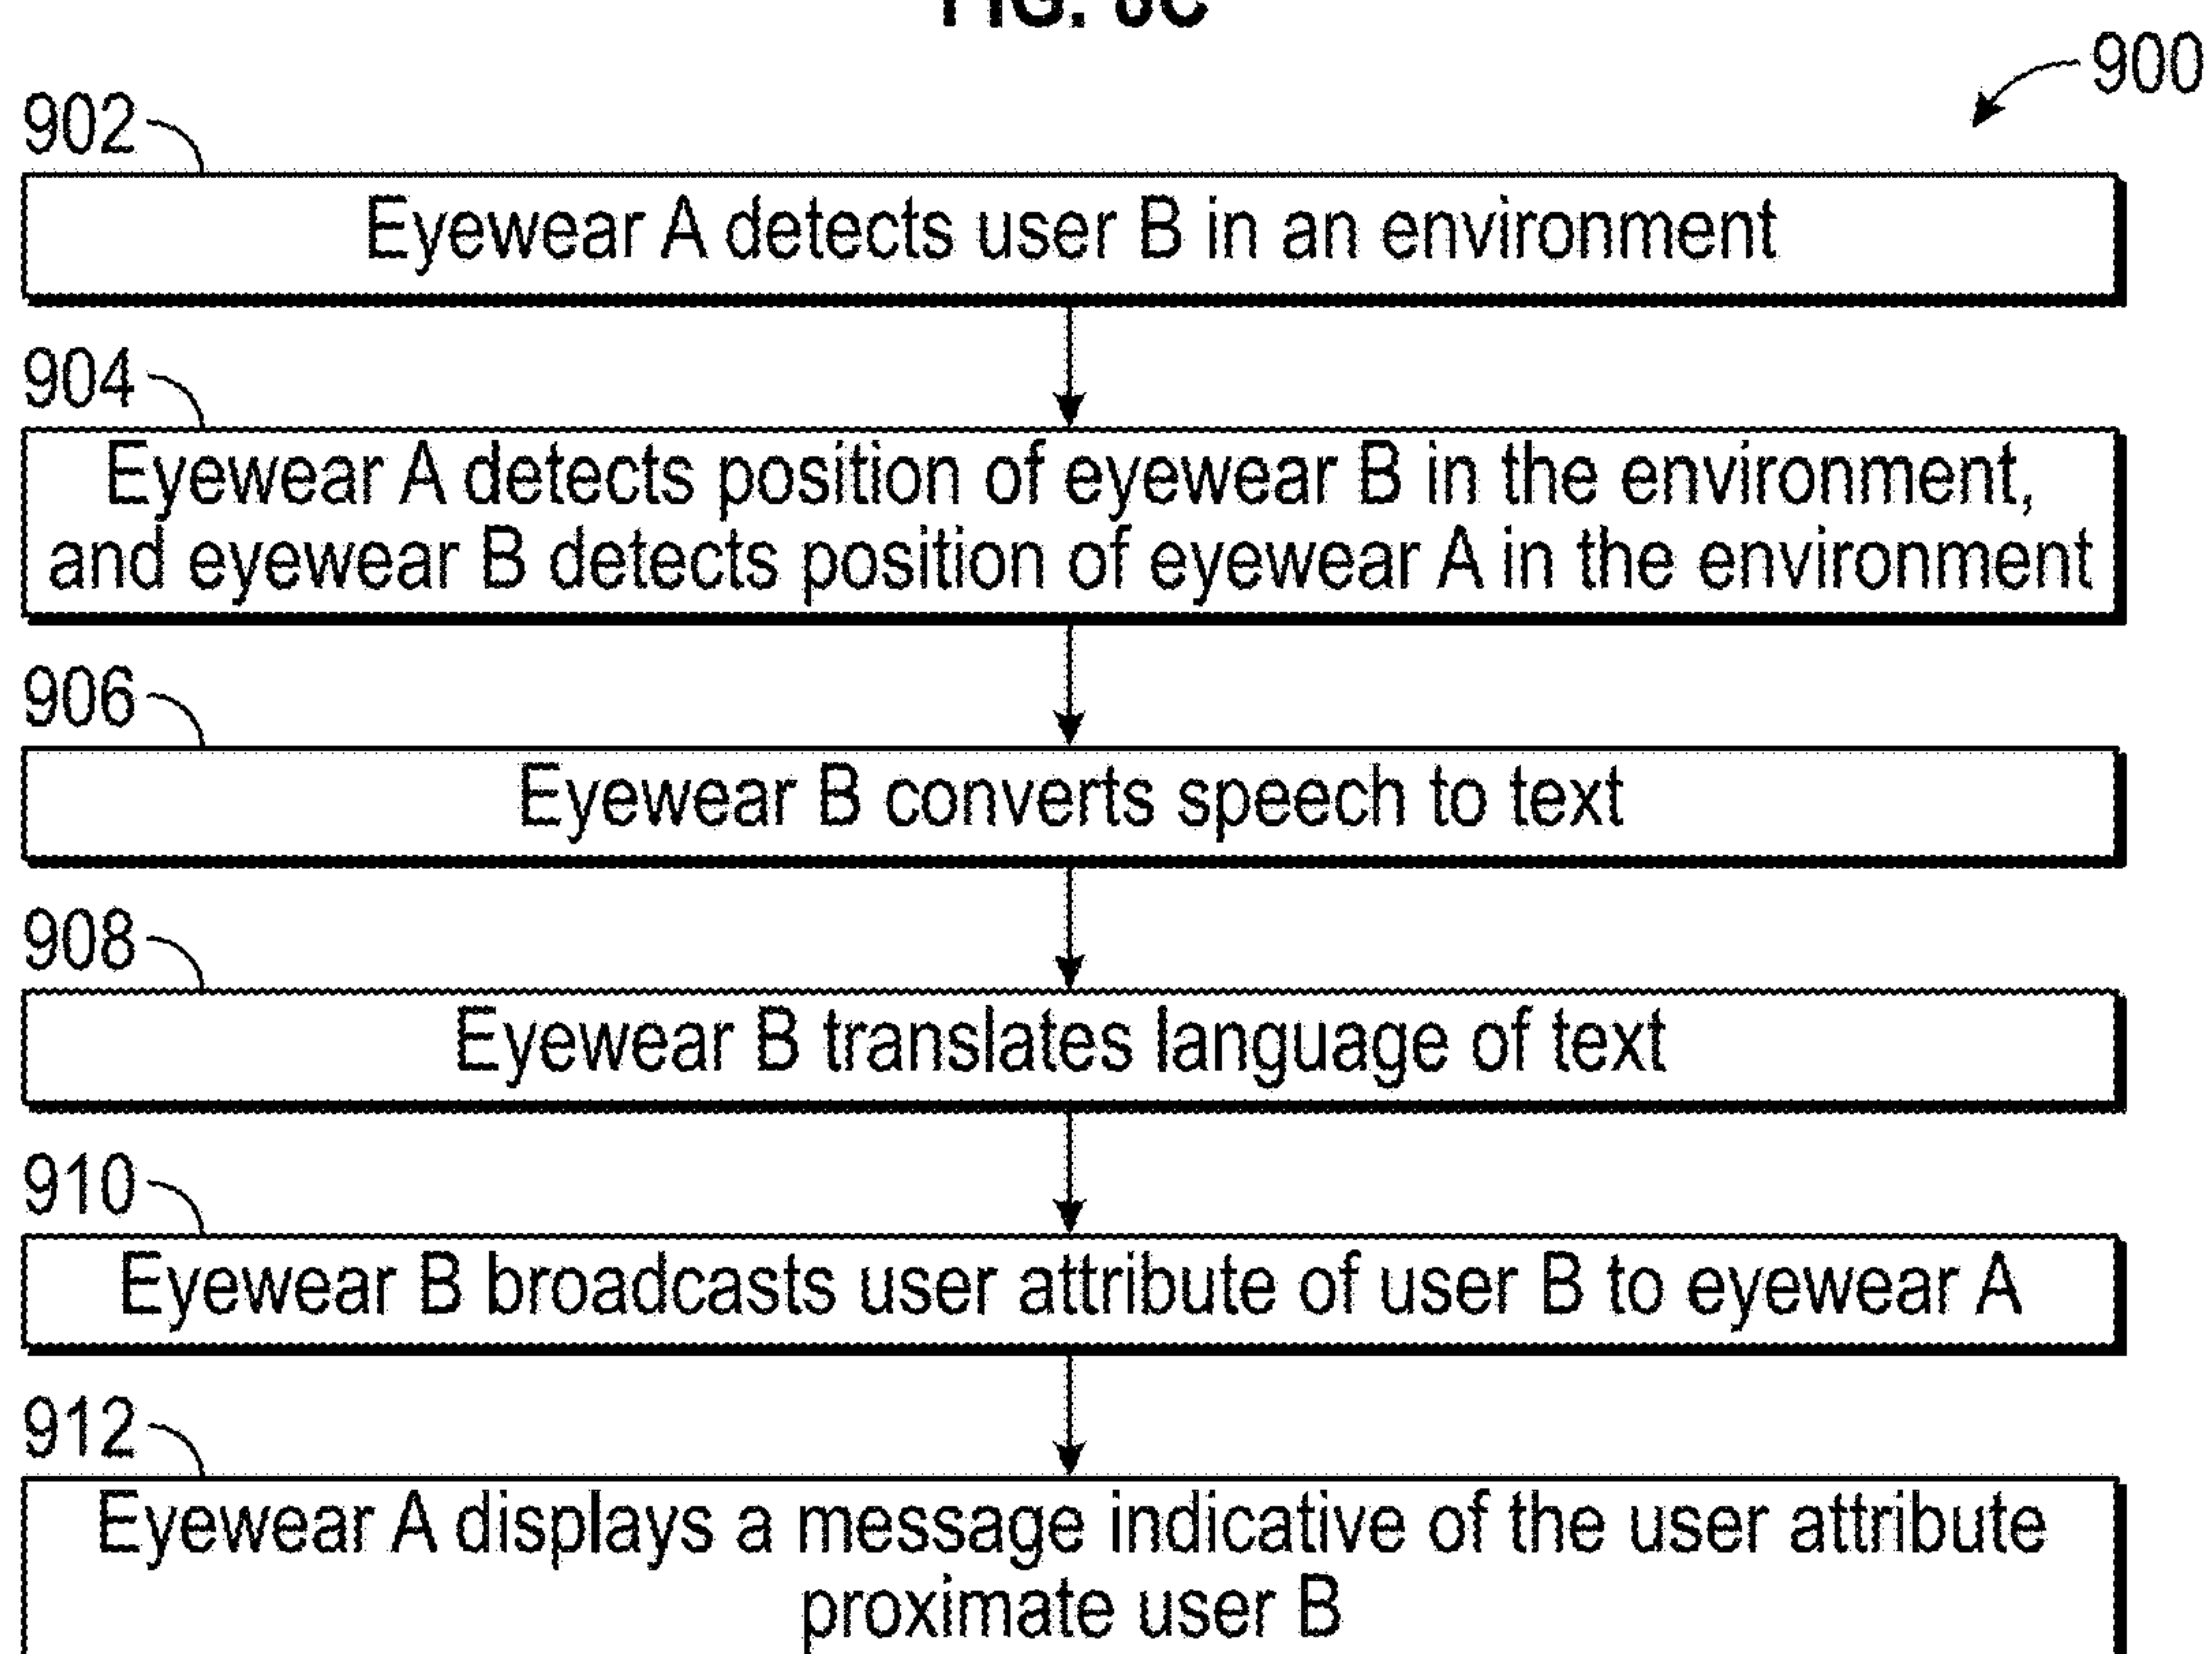 FIG.
900
902
Eyewear A detects user B in an environment
904
Eyewear A detects position of eyewear B in the environment,
and eyewear B detects position of eyewear A in the environment
906
Eyewear B converts speech to text
908
Eyewear B translates language of text
910
Eyewear B broadcasts user attribute of user B to eyewear A
912
Eyewear A displays a message indicative of the user attribute
proximate user B